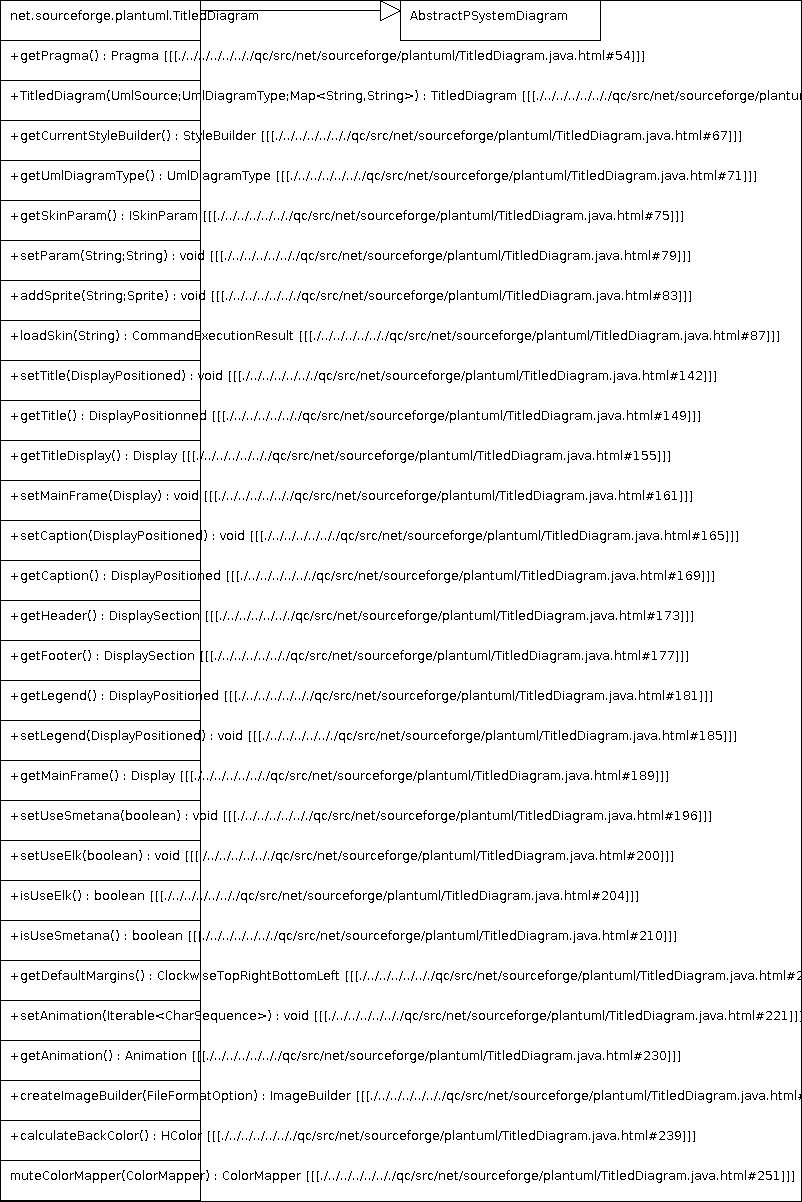 net.sourceforge.plantuml.TitledDiagram
AbstractPSystemDiagram
+getPragma() : Pragma [[[./../../../../../qc/src/net/sourceforge/plantuml/TitledDiagram.java.html#54]]]
+TitledDiagram(UmlSource;UmlDiagramType;Map<String,String>) : TitledDiagram [[[./../../../../../qc/src/net/sourceforge/plantu
+getCurrentStyleBuilder() : StyleBuilder [[[./../../../../../qc/src/net/sourceforge/plantuml/TitledDiagram.java.html#67]]]
+getUmlDiagramType() : UmlDiagramType [[[./../../../../../qc/src/net/sourceforge/plantuml/TitledDiagram.java.html#71]]]
+getSkinParam() : ISkinParam [[[./../../../../../qc/src/net/sourceforge/plantuml/TitledDiagram.java.html#75]]]
+setParam(String;String) : void [[[./../../../../../qc/src/net/sourceforge/plantuml/TitledDiagram.java.html#79]]]
+addSprite(String;Sprite) : void [[[./../../../../../qc/src/net/sourceforge/plantuml/TitledDiagram.java.html#83]]]
+loadSkin(String) : CommandExecutionResult [[[./../../../../../qc/src/net/sourceforge/plantuml/TitledDiagram.java.html#87]]]
+setTitle(DisplayPositioned) : void [[[./../../../../../qc/src/net/sourceforge/plantuml/TitledDiagram.java.html#142]]]
+getTitle() : DisplayPositionned [[[./../../../../../qc/src/net/sourceforge/plantuml/TitledDiagram.java.html#149]]]
+getTitleDisplay() : Display [[[./../../../../../qc/src/net/sourceforge/plantuml/TitledDiagram.java.html#155]]]
+setMainFrame(Display) : void [[[./../../../../../qc/src/net/sourceforge/plantuml/TitledDiagram.java.html#161]]]
+setCaption(DisplayPositioned) : void [[[./../../../../../qc/src/net/sourceforge/plantuml/TitledDiagram.java.html#165]]]
+getCaption() : DisplayPositioned [[[./../../../../../qc/src/net/sourceforge/plantuml/TitledDiagram.java.html#169]]]
+getHeader() : DisplaySection [[[./../../../../../qc/src/net/sourceforge/plantuml/TitledDiagram.java.html#173]]]
+getFooter() : DisplaySection [[[./../../../../../qc/src/net/sourceforge/plantuml/TitledDiagram.java.html#177]]]
+getLegend() : DisplayPositioned [[[./../../../../../qc/src/net/sourceforge/plantuml/TitledDiagram.java.html#181]]]
+setLegend(DisplayPositioned) : void [[[./../../../../../qc/src/net/sourceforge/plantuml/TitledDiagram.java.html#185]]]
+getMainFrame() : Display [[[./../../../../../qc/src/net/sourceforge/plantuml/TitledDiagram.java.html#189]]]
+setUseSmetana(boolean) : void [[[./../../../../../qc/src/net/sourceforge/plantuml/TitledDiagram.java.html#196]]]
+setUseElk(boolean) : void [[[./../../../../../qc/src/net/sourceforge/plantuml/TitledDiagram.java.html#200]]]
+isUseElk() : boolean [[[./../../../../../qc/src/net/sourceforge/plantuml/TitledDiagram.java.html#204]]]
+isUseSmetana() : boolean [[[./../../../../../qc/src/net/sourceforge/plantuml/TitledDiagram.java.html#210]]]
+getDefaultMargins() : ClockwiseTopRightBottomLeft [[[./../../../../../qc/src/net/sourceforge/plantuml/TitledDiagram.java.html#2
+setAnimation(Iterable<CharSequence>) : void [[[./../../../../../qc/src/net/sourceforge/plantuml/TitledDiagram.java.html#221]]]
+getAnimation() : Animation [[[./../../../../../qc/src/net/sourceforge/plantuml/TitledDiagram.java.html#230]]]
+createImageBuilder(FileFormatOption) : ImageBuilder [[[./../../../../../qc/src/net/sourceforge/plantuml/TitledDiagram.java.html#
+calculateBackColor() : HColor [[[./../../../../../qc/src/net/sourceforge/plantuml/TitledDiagram.java.html#239]]]
muteColorMapper(ColorMapper) : ColorMapper [[[./../../../../../qc/src/net/sourceforge/plantuml/TitledDiagram.java.html#251]]]